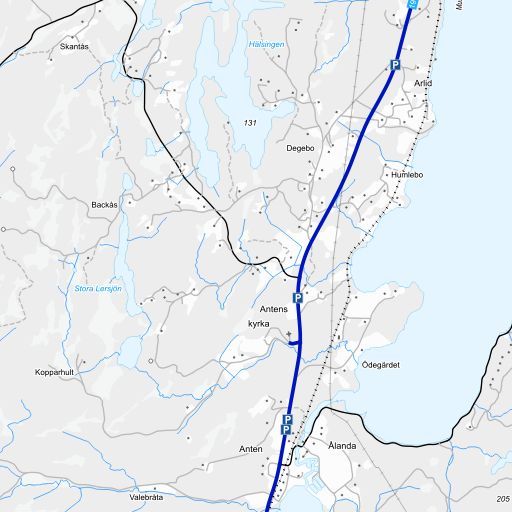 Skantås
Hälsingen
Arlid
131
Degebo
Humlebo
Backås
Stora Lersjön
Antens
kyrka
Kopparhult
Ödegärdet
P
P
P
P
Anten
Ålanda
Valebråta
205